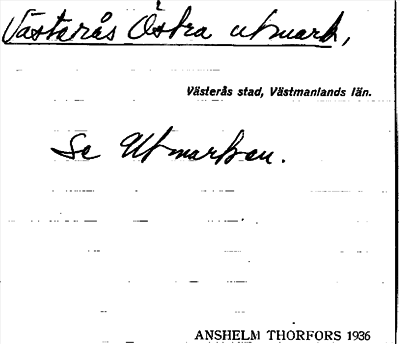 Västerås Östra utmark,
Västerås stad, Västmanlands län.
Se Utmarken.
ANSHELM THORFORS 1936